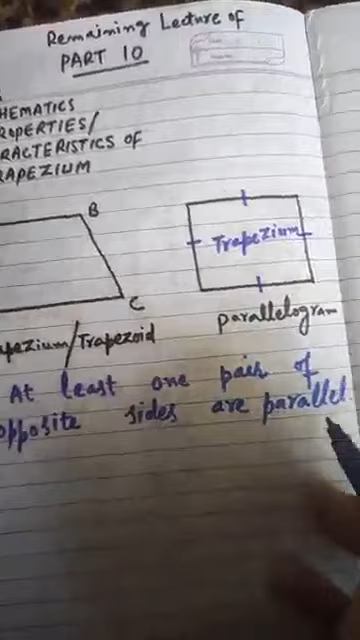 Remaining Lecture of
PART 10
HEMATICS
ROPERTIES/
RACTERISTICS OF
RAPEZIUM
B
Trapezium
C
parallelogram
pezium/Trapezoid
At least one pair of
opposite sides are parallel